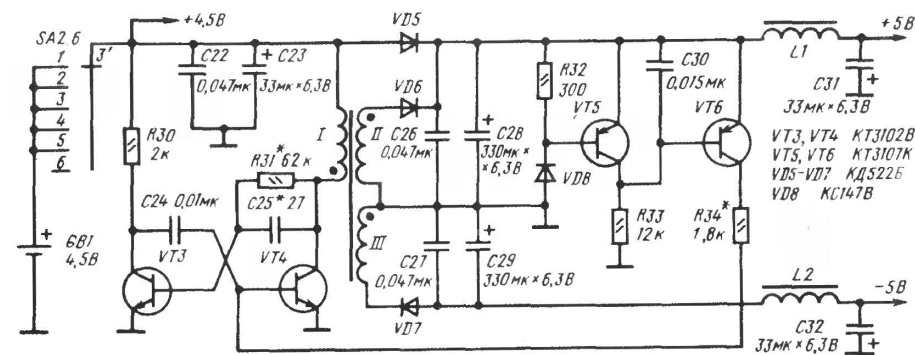 +4,5В
VD5
+5В
SA2.6
1
2
3
4
5
6
3'
C22
0,047мк
C23
33мк×6,3В
VD6
I
II
C26
0,047мк
C28
330мк×
×6,3В
R32
300
VT5
C30
0,015мк
VT6
L1
C31
33мк×6,3В
VT3, VT4 КТ3102В
VT5, VT6 КТ3107К
VD5-VD7 КД522Б
VD8 КС147В
R30
2к
R31* 62к
C24 0,01мк
C25* 27
VD8
GB1
4,5В
VT3
VT4
III
C27
0,047мк
C29
330мк×6,3В
R33
12к
R34*
1,8к
VD7
L2
-5В
C32
33мк×6,3В